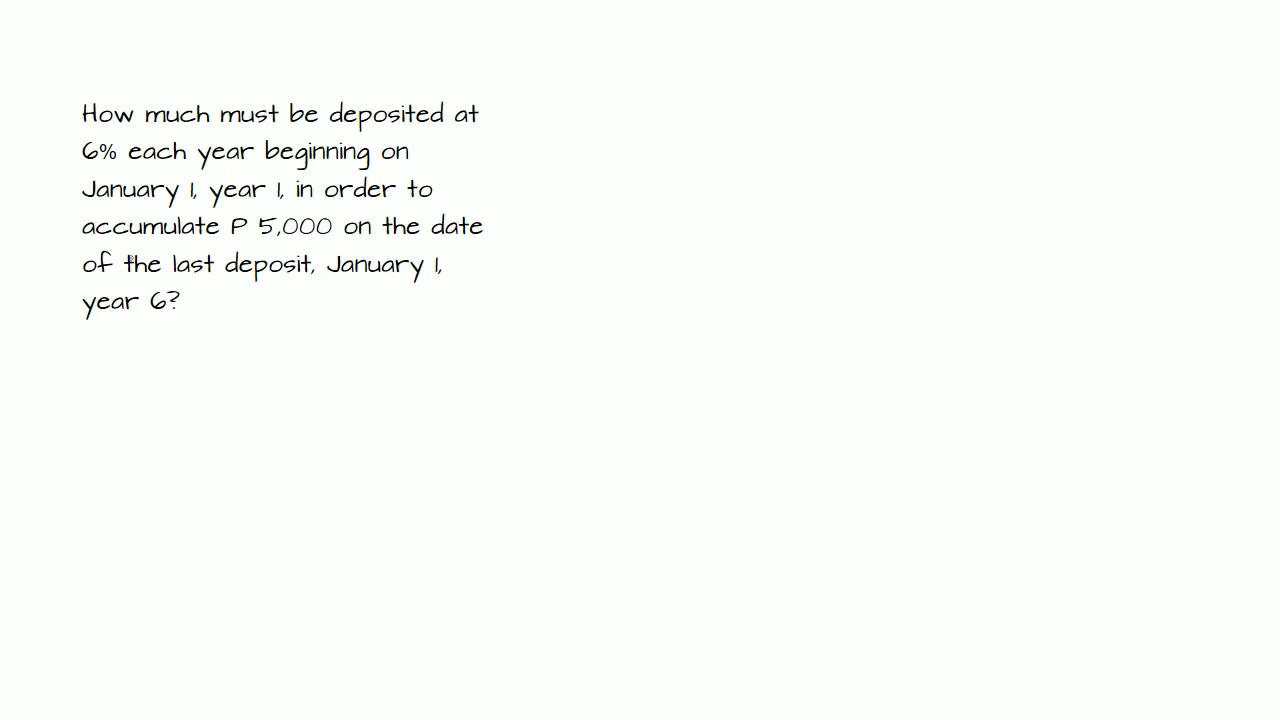 How much must be deposited at
6% each year beginning on
January 1, year 1, in order to
accumulate P 5,000 on the date
of the last deposit, January 1,
year 6?